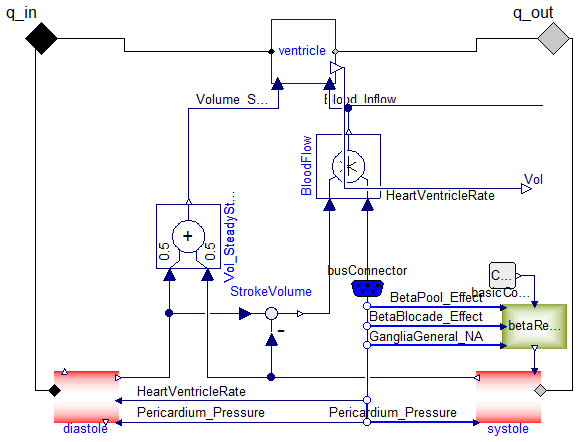 q_in
q_out
ventricle
Volume_S...
Blood_Inflow
BloodFlow
Vol
HeartVentricleRate
Vol_SteadySt...
+
0.5
0.5
StrokeVolume
-
busConnector
C...
basicCo...
BetaPool_Effect
BetaBlocade_Effect
GangliaGeneral_NA
betaRe...
HeartVentricleRate
Pericardium_Pressure
Pericardium_Pressure
diastole
systole